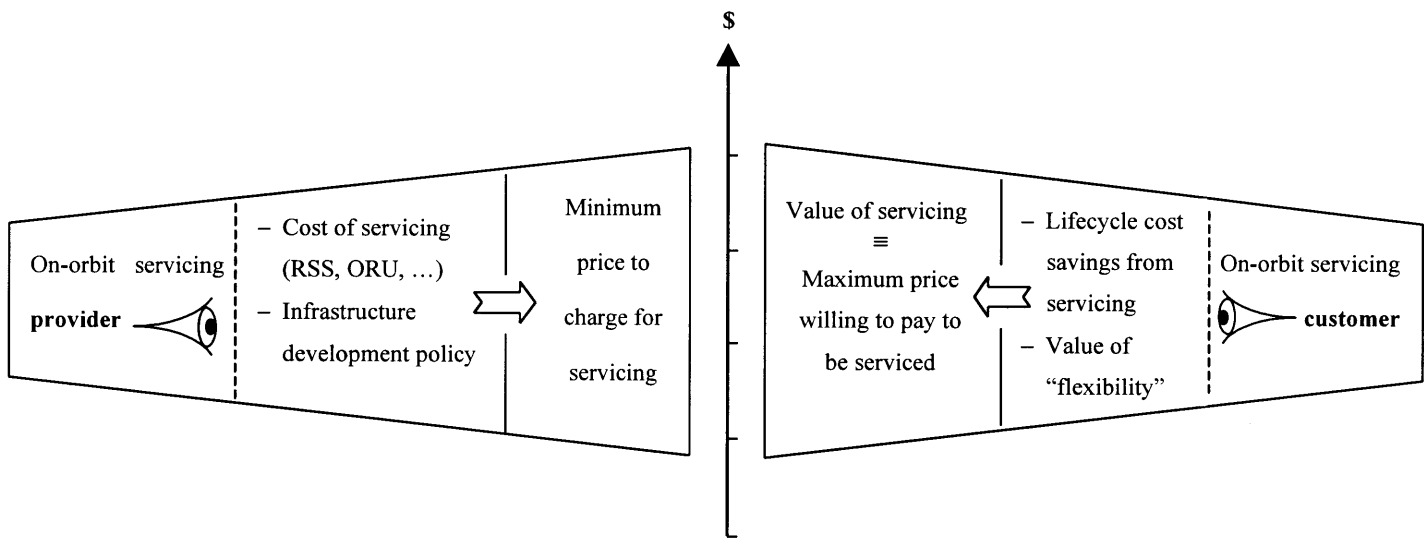 $
On-orbit servicing
provider
– Cost of servicing
(RSS, ORU, …)
– Infrastructure
development policy
Minimum
price to
charge for
servicing
Value of servicing
≡
Maximum price
willing to pay to
be serviced
– Lifecycle cost
savings from
servicing
– Value of
“flexibility”
On-orbit servicing
customer